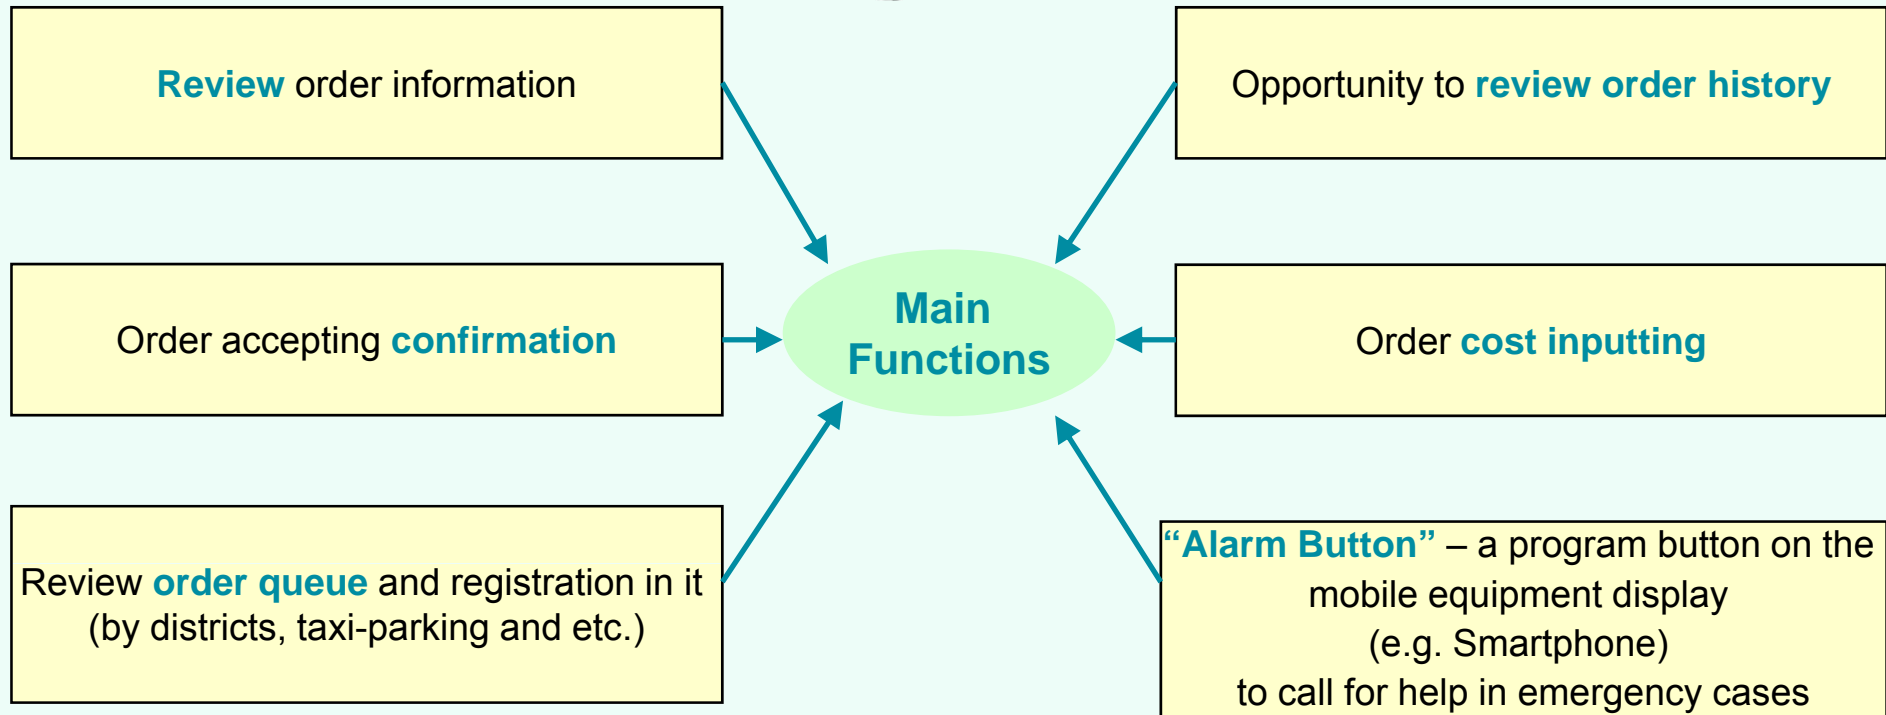 Review order information
Opportunity to review order history
Order accepting confirmation
Main
Functions
Order cost inputting
Review order queue and registration in it
(by districts, taxi-parking and etc.)
“Alarm Button” – a program button on the
mobile equipment display
(e.g. Smartphone)
to call for help in emergency cases